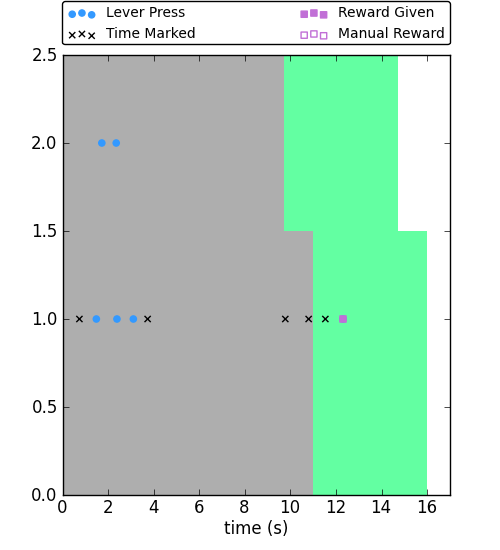 Lever Press
Reward Given
Time Marked
Manual Reward
2.5
2.0
1.5
1.0
0.5
0.0
0 2 4 6 8 10 12 14 16
time (s)